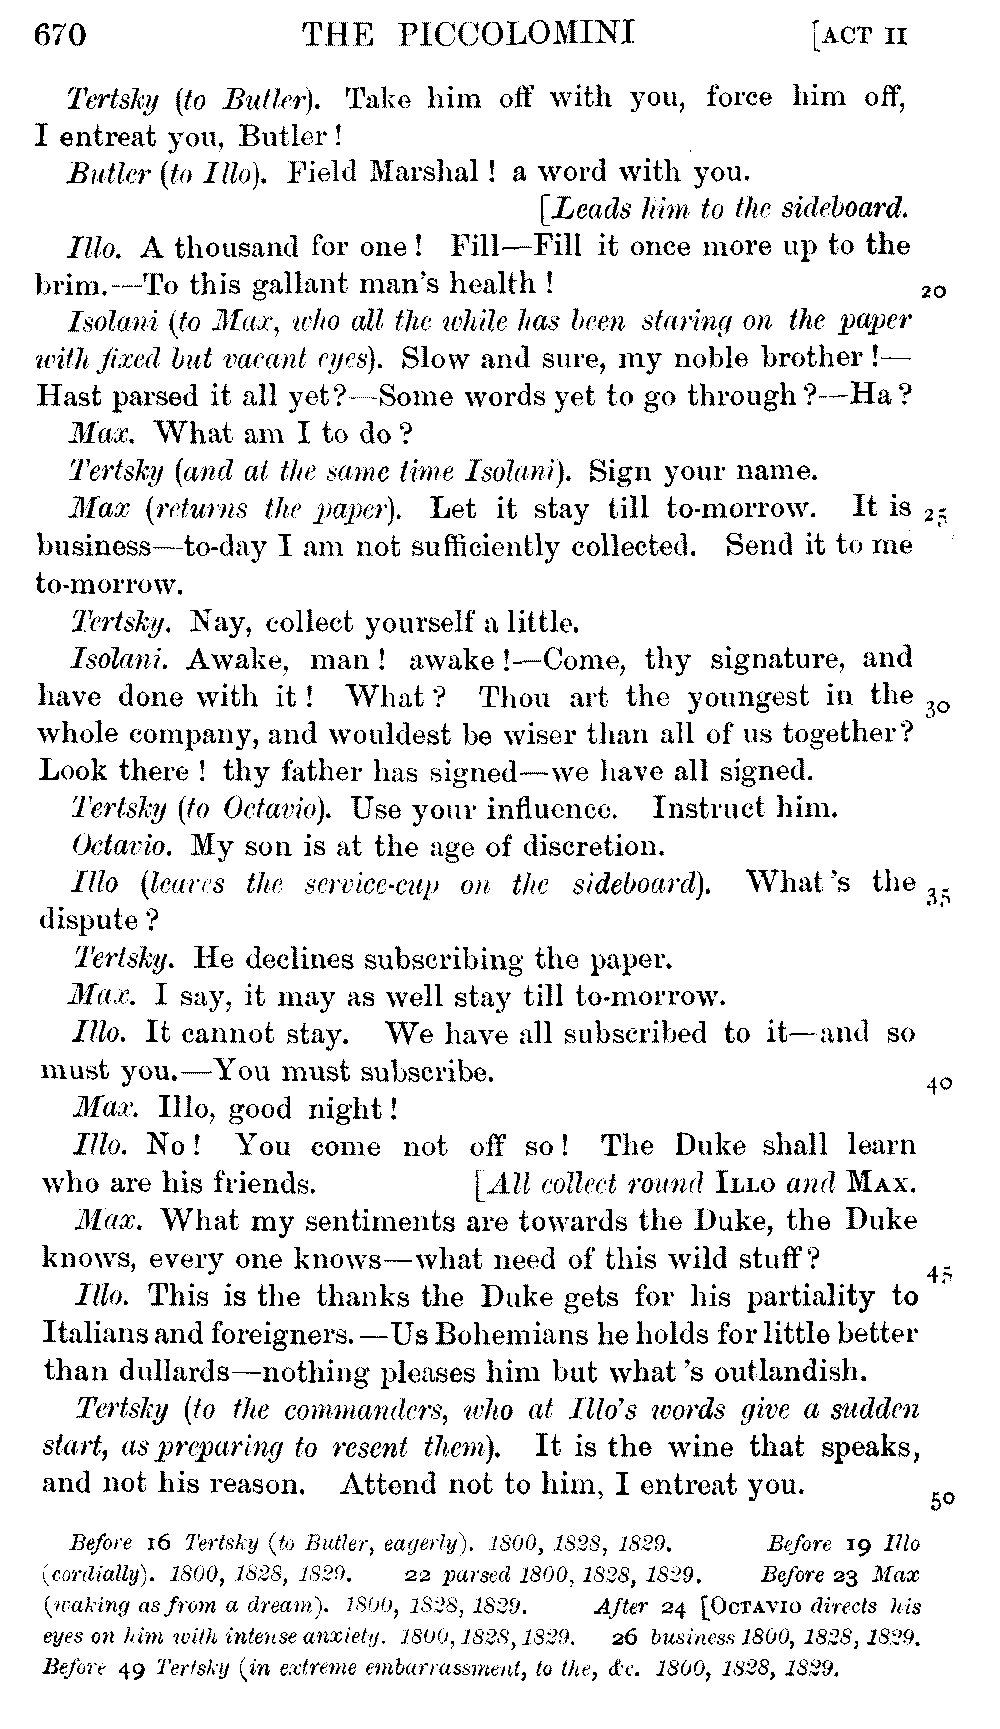 670 THE PICCOLOMINI [ACT II
Tertsky (to Butler). Take him off with you, force him off,
I entreat you, Butler!
Butler (to Illo). Field Marshal! a word with you.
[Leads him to the sideboard.
Illo. A thousand for one! Fill—Fill it once more up to the
brim.—To this gallant man's health! 20
Isolani (to Max, who all the while has been staring on the paper
with fixed but vacant eyes). Slow and sure, my noble brother!—
Hast parsed it all yet?—Some words yet to go through?—Ha?
Max. What am I to do?
Tertsky (and at the same time Isolani). Sign your name.
Max (returns the paper). Let it stay till to-morrow. It is 25
business—to-day I am not sufficiently collected. Send it to me
to-morrow.
Tertsky. Nay, collect yourself a little.
Isolani. Awake, man! awake!—Come, thy signature, and
have done with it! What? Thou art the youngest in the 30
whole company, and wouldest be wiser than all of us together?
Look there! thy father has signed—we have all signed.
Tertsky (to Octavio). Use your influence. Instruct him.
Octavio. My son is at the age of discretion.
Illo (leaves the service-cup on the sideboard). What's the 35
dispute?
Tertsky. He declines subscribing the paper.
Max. I say, it may as well stay till to-morrow.
Illo. It cannot stay. We have all subscribed to it—and so
must you.—You must subscribe. 40
Max. Illo, good night!
Illo. No! You come not off so! The Duke shall learn
who are his friends. [All collect round ILLO and MAX.
Max. What my sentiments are towards the Duke, the Duke
knows, every one knows—what need of this wild stuff? 45
Illo. This is the thanks the Duke gets for his partiality to
Italians and foreigners.—Us Bohemians he holds for little better
than dullards—nothing pleases him but what's outlandish.
Tertsky (to the commanders, who at Illo's words give a sudden
start, as preparing to resent them). It is the wine that speaks,
and not his reason. Attend not to him, I entreat you. 50
Before 16 Tertsky (to Butler, eagerly). 1800, 1828, 1829. Before 19 Illo
(cordially). 1800, 1828, 1829. 22 parsed 1800, 1828, 1829. Before 23 Max
(waking as from a dream). 1800, 1828, 1829. After 24 [OCTAVIO directs his
eyes on him with intense anxiety. 1800, 1828, 1829. 26 business 1800, 1828, 1829.
Before 49 Tertsky (in extreme embarrassment, to the, &c. 1800, 1828, 1829.